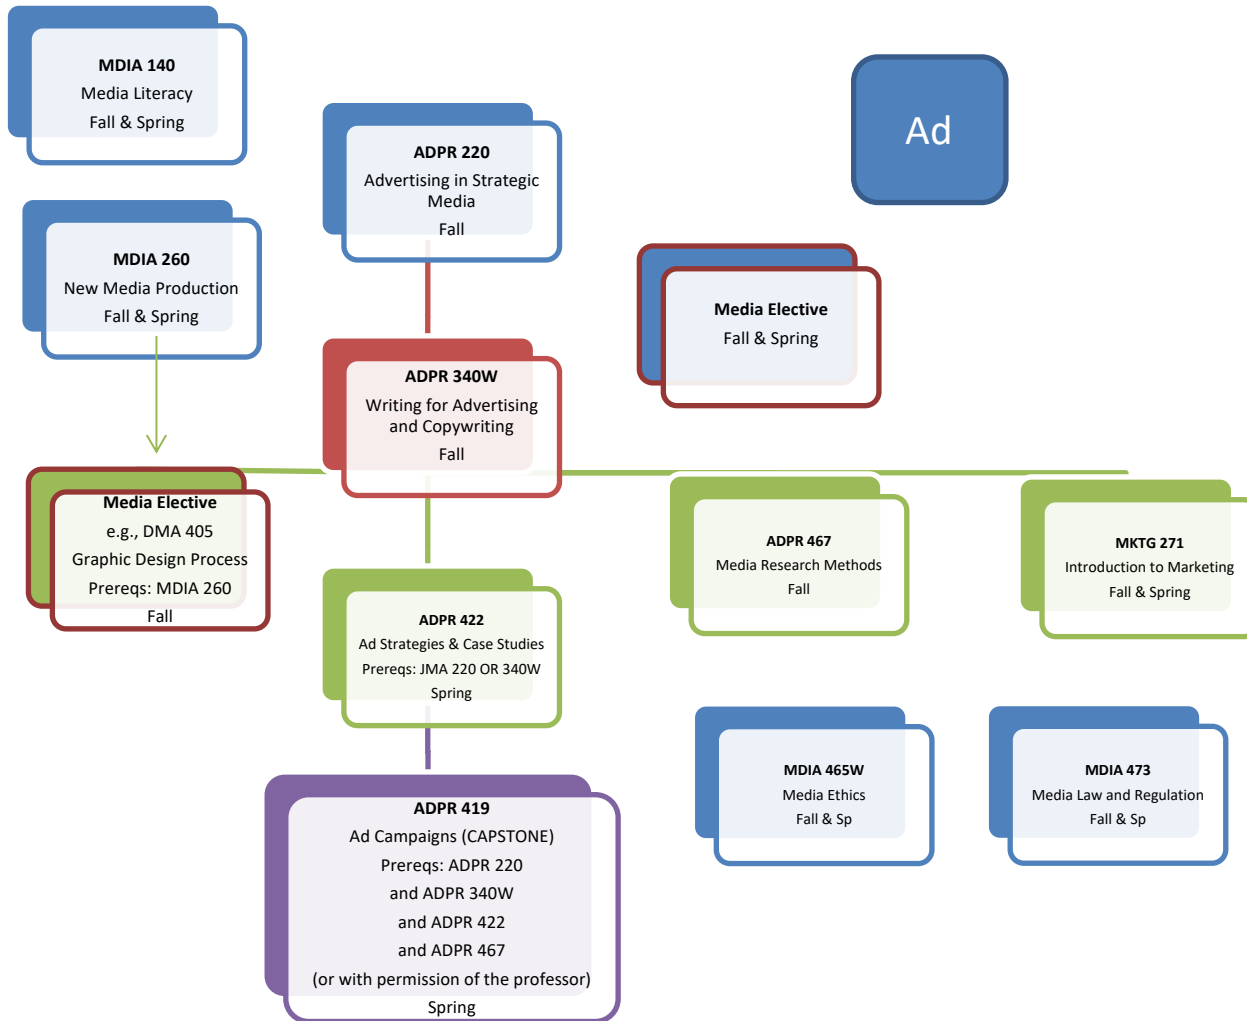 MDIA 140
Media Literacy
Fall & Spring
ADPR 220
Advertising in Strategic
Media
Fall
Ad
MDIA 260
New Media Production
Fall & Spring
Media Elective
Fall & Spring
ADPR 340W
Writing for Advertising
and Copywriting
Fall
Media Elective
e.g., DMA 405
Graphic Design Process
Prereqs: MDIA 260
Fall
ADPR 467
Media Research Methods
Fall
MKTG 271
Introduction to Marketing
Fall & Spring
ADPR 422
Ad Strategies & Case Studies
Prereqs: JMA 220 OR 340W
Spring
MDIA 465W
Media Ethics
Fall & Sp
MDIA 473
Media Law and Regulation
Fall & Sp
ADPR 419
Ad Campaigns (CAPSTONE)
Prereqs: ADPR 220
and ADPR 340W
and ADPR 422
and ADPR 467
(or with permission of the professor)
Spring